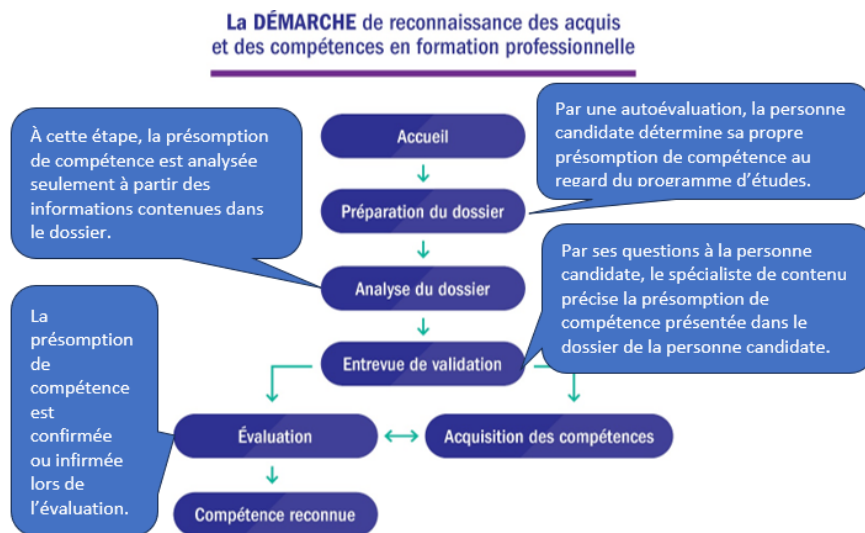 La DÉMARCHE de reconnaissance des acquis
et des compétences en formation professionnelle
Accueil
Par une autoévaluation, la personne
candidate détermine sa propre
présomption de compétence au
regard du programme d’études.
À cette étape, la présomption
de compétence est analysée
seulement à partir des
informations contenues dans
le dossier.
Préparation du dossier
Analyse du dossier
Par ses questions à la personne
candidate, le spécialiste de contenu
précise la présomption de
compétence présentée dans le
dossier de la personne candidate.
Entrevue de validation
La
présomption
de
compétence
est
confirmée
ou infirmée
lors de
l’évaluation.
Évaluation
Acquisition des compétences
Compétence reconnue